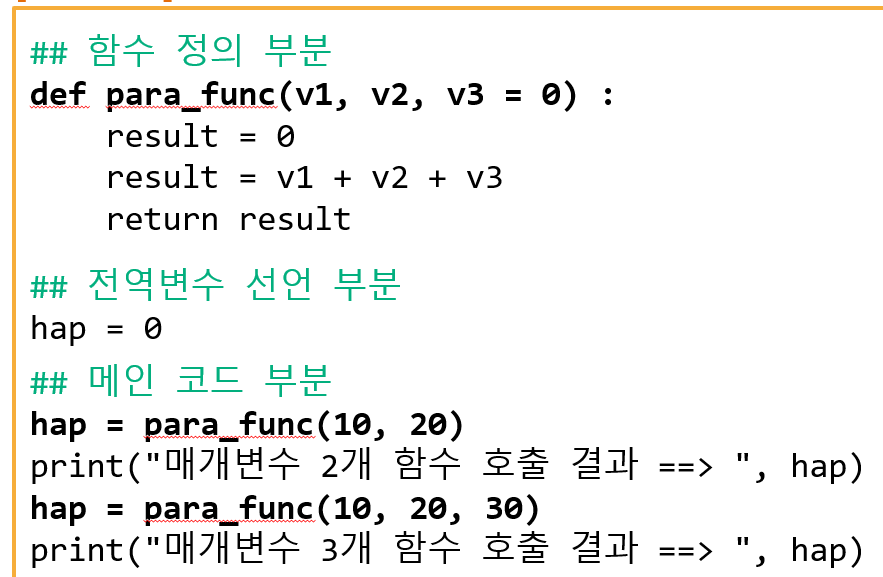 ## 함수 정의 부분
def para_func(v1, v2, v3 = 0) :
    result = 0
    result = v1 + v2 + v3
    return result
## 전역변수 선언 부분
hap = 0
## 메인 코드 부분
hap = para_func(10, 20)
print("매개변수 2개 함수 호출 결과 ==> ", hap)
hap = para_func(10, 20, 30)
print("매개변수 3개 함수 호출 결과 ==> ", hap)